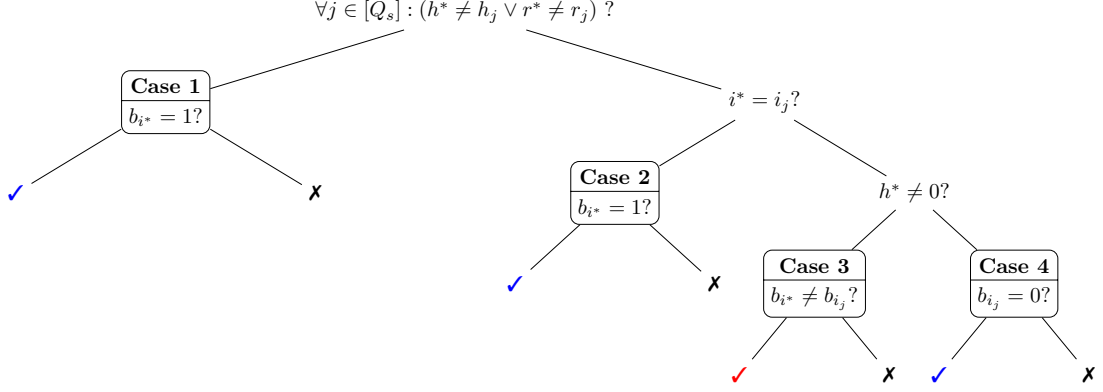 ∀j ∈ [Q_s] : (h* ≠ h_j ∨ r* ≠ r_j) ?
Case 1
b_{i*} = 1?
i* = i_j?
✓
✗
Case 2
b_{i*} = 1?
h* ≠ 0?
✓
✗
Case 3
b_{i*} ≠ b_{i_j}?
Case 4
b_{i_j} = 0?
✓
✗
✓
✗